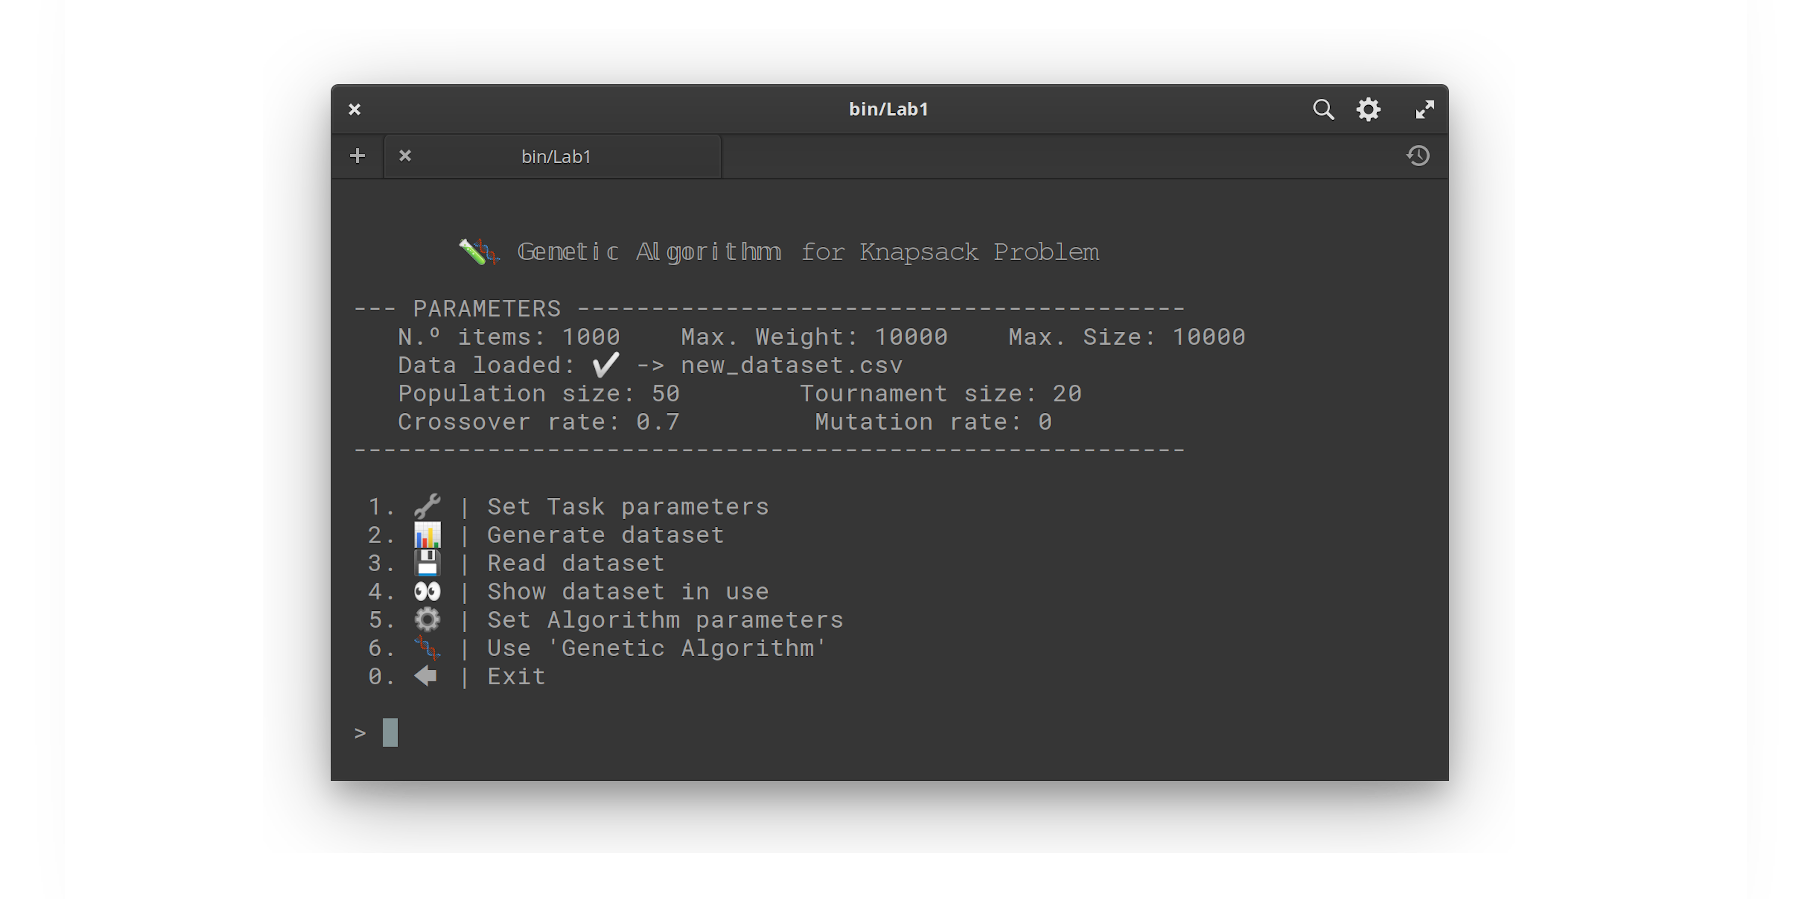 bin/Lab1
bin/Lab1
Genetic Algorithm for Knapsack Problem
--- PARAMETERS -----------------------------------------
N.º items: 1000 Max. Weight: 10000 Max. Size: 10000
Data loaded: ✔ -> new_dataset.csv
Population size: 50 Tournament size: 20
Crossover rate: 0.7 Mutation rate: 0
--------------------------------------------------------
1. 🔧 | Set Task parameters
2. 📊 | Generate dataset
3. 💾 | Read dataset
4. 👀 | Show dataset in use
5. ⚙ | Set Algorithm parameters
6. 🧬 | Use 'Genetic Algorithm'
0. 🡄 | Exit
>